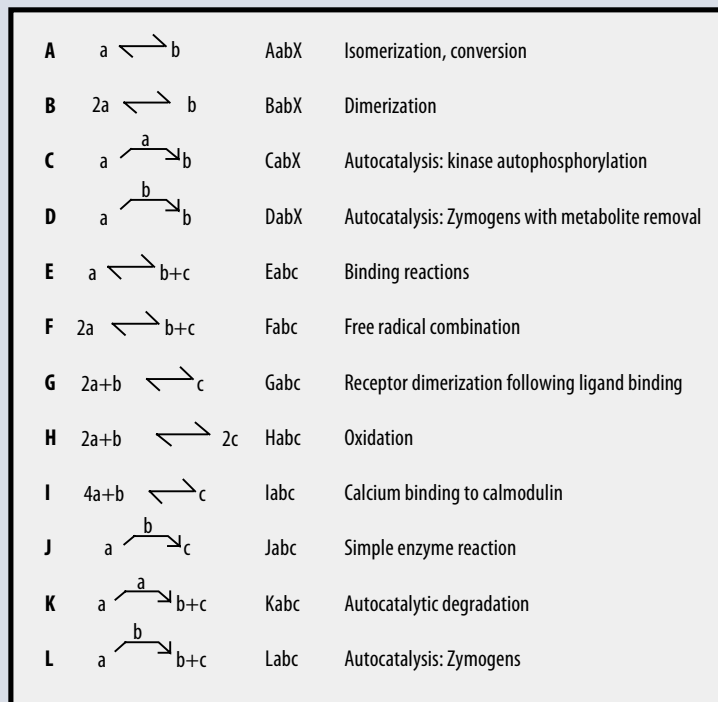 A a b AabX Isomerization, conversion
B 2a b BabX Dimerization
a
C a b CabX Autocatalysis: kinase autophosphorylation
b
D a b DabX Autocatalysis: Zymogens with metabolite removal
E a b+c Eabc Binding reactions
F 2a b+c Fabc Free radical combination
G 2a+b c Gabc Receptor dimerization following ligand binding
H 2a+b 2c Habc Oxidation
I 4a+b c Iabc Calcium binding to calmodulin
b
J a c Jabc Simple enzyme reaction
a
K a b+c Kabc Autocatalytic degradation
b
L a b+c Labc Autocatalysis: Zymogens